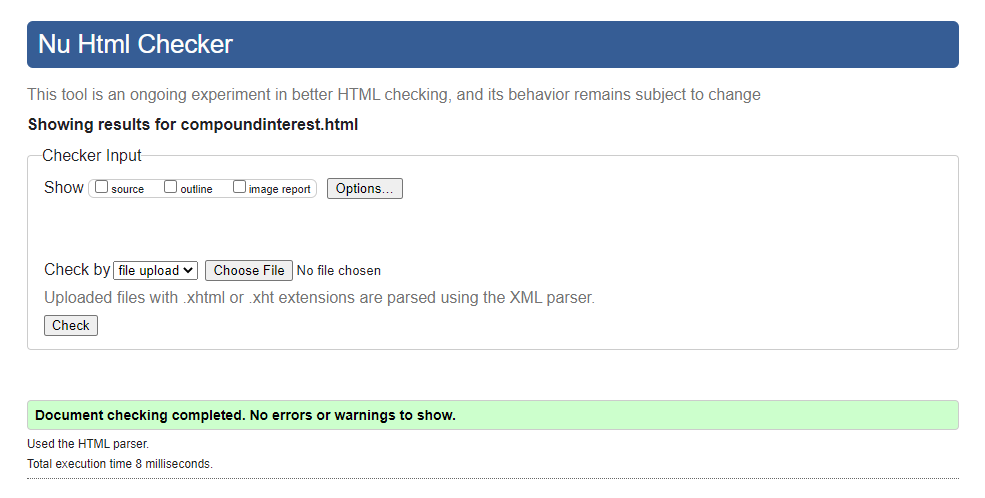 Nu Html Checker
This tool is an ongoing experiment in better HTML checking, and its behavior remains subject to change
Showing results for compoundinterest.html
Checker Input
Show source outline image report Options...
Check by file upload Choose File No file chosen
Uploaded files with .xhtml or .xht extensions are parsed using the XML parser.
Check
Document checking completed. No errors or warnings to show.
Used the HTML parser.
Total execution time 8 milliseconds.